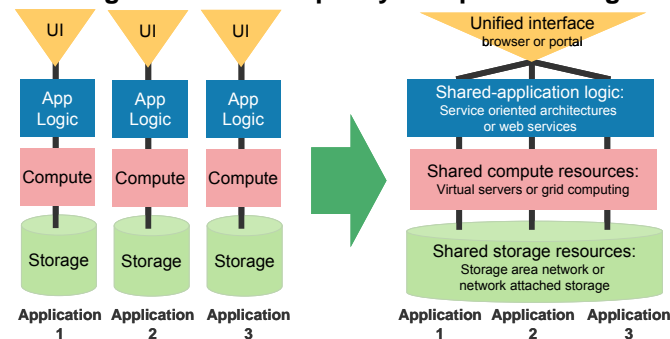 UI UI UI
App Logic App Logic App Logic
Compute Compute Compute
Storage Storage Storage
Application 1 Application 2 Application 3
Unified interface
browser or portal
Shared-application logic:
Service oriented architectures
or web services
Shared compute resources:
Virtual servers or grid computing
Shared storage resources:
Storage area network or
network attached storage
Application 1 Application 2 Application 3